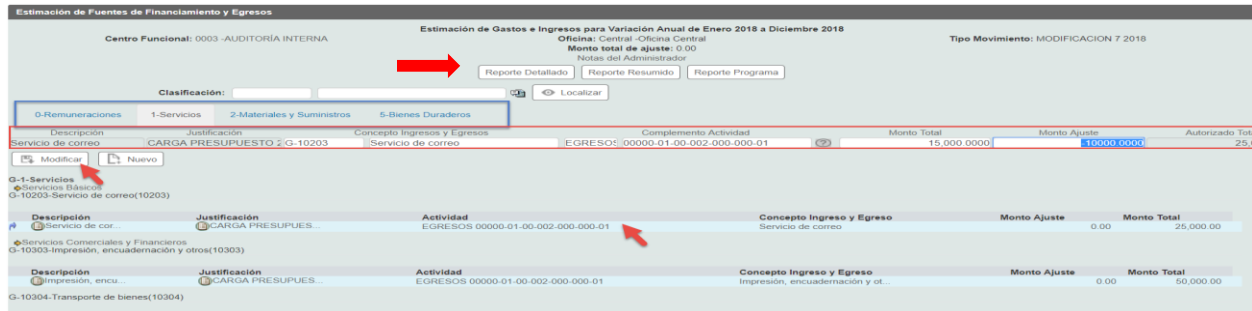 Estimación de Fuentes de Financiamiento y Egresos
Estimación de Gastos e Ingresos para Variación Anual de Enero 2018 a Diciembre 2018
Centro Funcional: 0003 -AUDITORÍA INTERNA Oficina: Central -Oficina Central Tipo Movimiento: MODIFICACION 7 2018
Monto total de ajuste: 0.00
Notas del Administrador
Reporte Detallado Reporte Resumido Reporte Programa
Clasificación: Localizar
0-Remuneraciones 1-Servicios 2-Materiales y Suministros 5-Bienes Duraderos
Descripción Justificación Concepto Ingresos y Egresos Complemento Actividad Monto Total Monto Ajuste Autorizado Tot
Servicio de correo CARGA PRESUPUESTO 2 G-10203 Servicio de correo EGRESOS 00000-01-00-002-000-000-01 15,000.0000 -10000.0000 25,
Modificar Nuevo
G-1-Servicios
Servicios Básicos
G-10203-Servicio de correo(10203)
Descripción Justificación Actividad Concepto Ingreso y Egreso Monto Ajuste Monto Total
Servicio de cor... CARGA PRESUPUES... EGRESOS 00000-01-00-002-000-000-01 Servicio de correo 0.00 25,000.00
Servicios Comerciales y Financieros
G-10303-Impresión, encuadernación y otros(10303)
Descripción Justificación Actividad Concepto Ingreso y Egreso Monto Ajuste Monto Total
Impresión, encu... CARGA PRESUPUES... EGRESOS 00000-01-00-002-000-000-01 Impresión, encuadernación y ot... 0.00 50,000.00
G-10304-Transporte de bienes(10304)